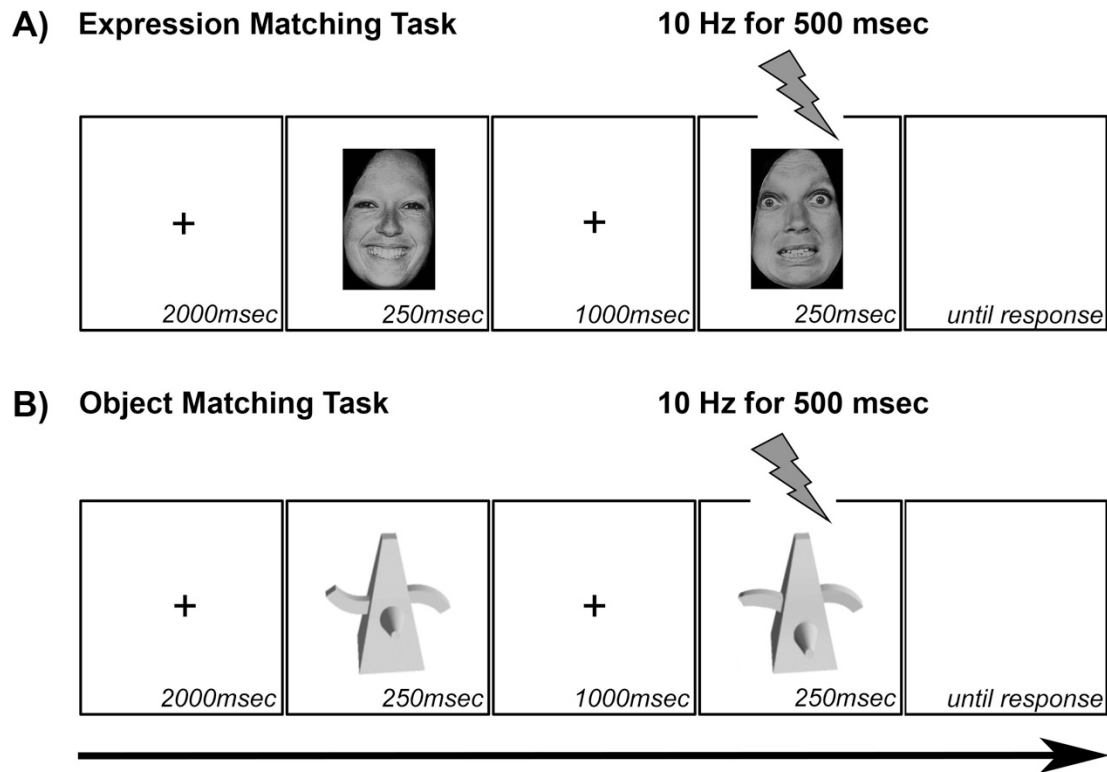 A) Expression Matching Task 10 Hz for 500 msec
+ +
2000msec 250msec 1000msec 250msec until response
B) Object Matching Task 10 Hz for 500 msec
+ +
2000msec 250msec 1000msec 250msec until response